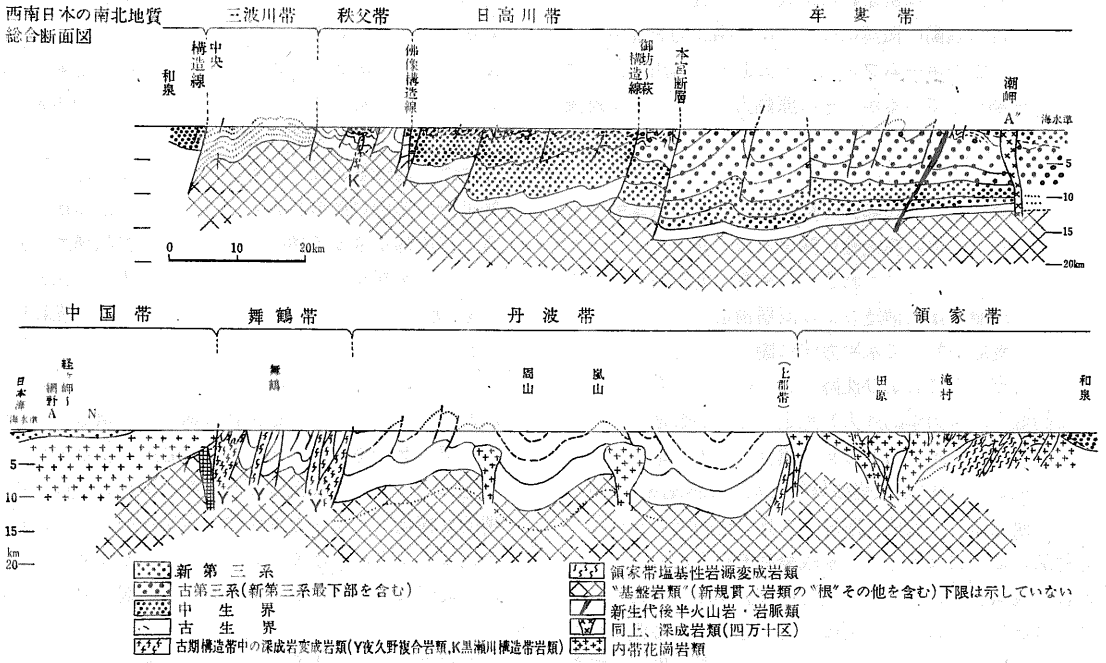 西南日本の南北地質
総合断面図
三波川帯 秩父帯 日高川帯 牟婁帯
和泉
中央
構造線
佛像構造線
御坊〜萩
構造線
本宮断層
潮岬
A″
海水準
K
5
10
15
20km
0 10 20km
中国帯 舞鶴帯 丹波帯 領家帯
日本海
海水準
経ヶ岬〜
網野
A
N
舞鶴
周山
嵐山
(上郡帯)
田原
滝村
和泉
5
10
15
km
20
Y Y Y
新第三系
古第三系(新第三系最下部を含む)
中生界
古生界
古期構造帯中の深成岩変成岩類(Y夜久野複合岩類,K黒瀬川構造帯岩類)
領家帯塩基性岩源変成岩類
“基盤岩類”(新規貫入岩類の“根”その他を含む)下限は示していない
新生代後半火山岩・岩脈類
同上、深成岩類(四万十区)
内帯花崗岩類